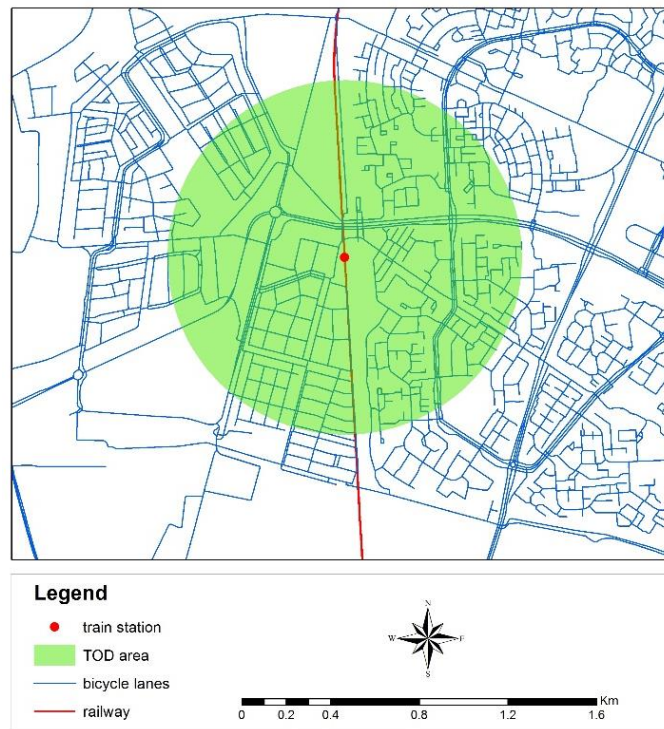 Legend
train station
TOD area
bicycle lanes
railway
N
W E
S
Km
0 0.2 0.4 0.8 1.2 1.6